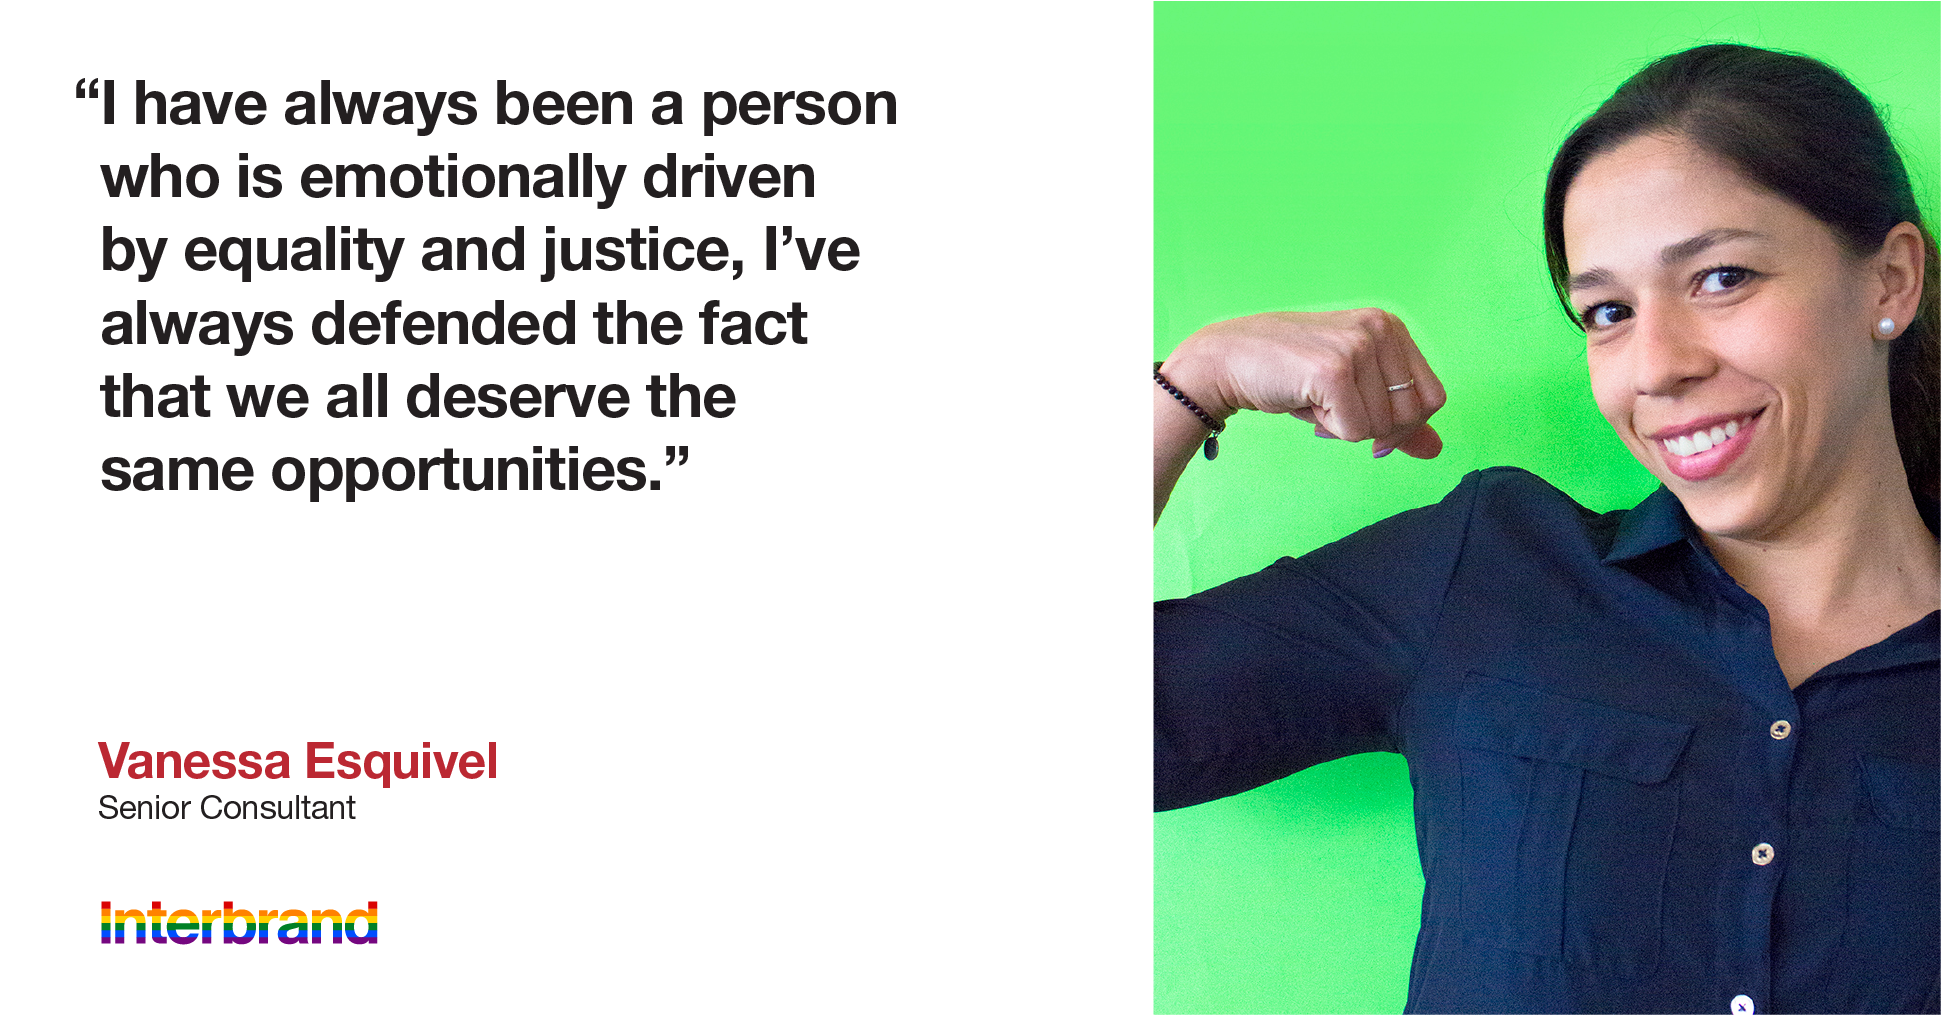 “I have always been a person
who is emotionally driven
by equality and justice, I’ve
always defended the fact
that we all deserve the
same opportunities.”
Vanessa Esquivel
Senior Consultant
Interbrand